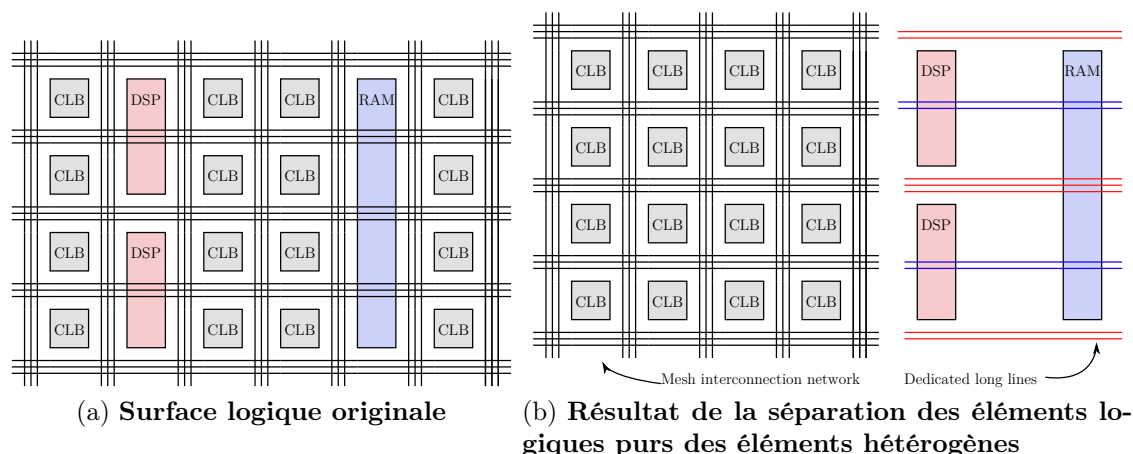 CLB DSP CLB CLB RAM CLB
CLB CLB CLB CLB
CLB DSP CLB CLB CLB
CLB CLB CLB CLB
(a) Surface logique originale
CLB CLB CLB CLB DSP RAM
CLB CLB CLB CLB
CLB CLB CLB CLB DSP
CLB CLB CLB CLB
Mesh interconnection network
Dedicated long lines
(b) Résultat de la séparation des éléments lo-
giques purs des éléments hétérogènes